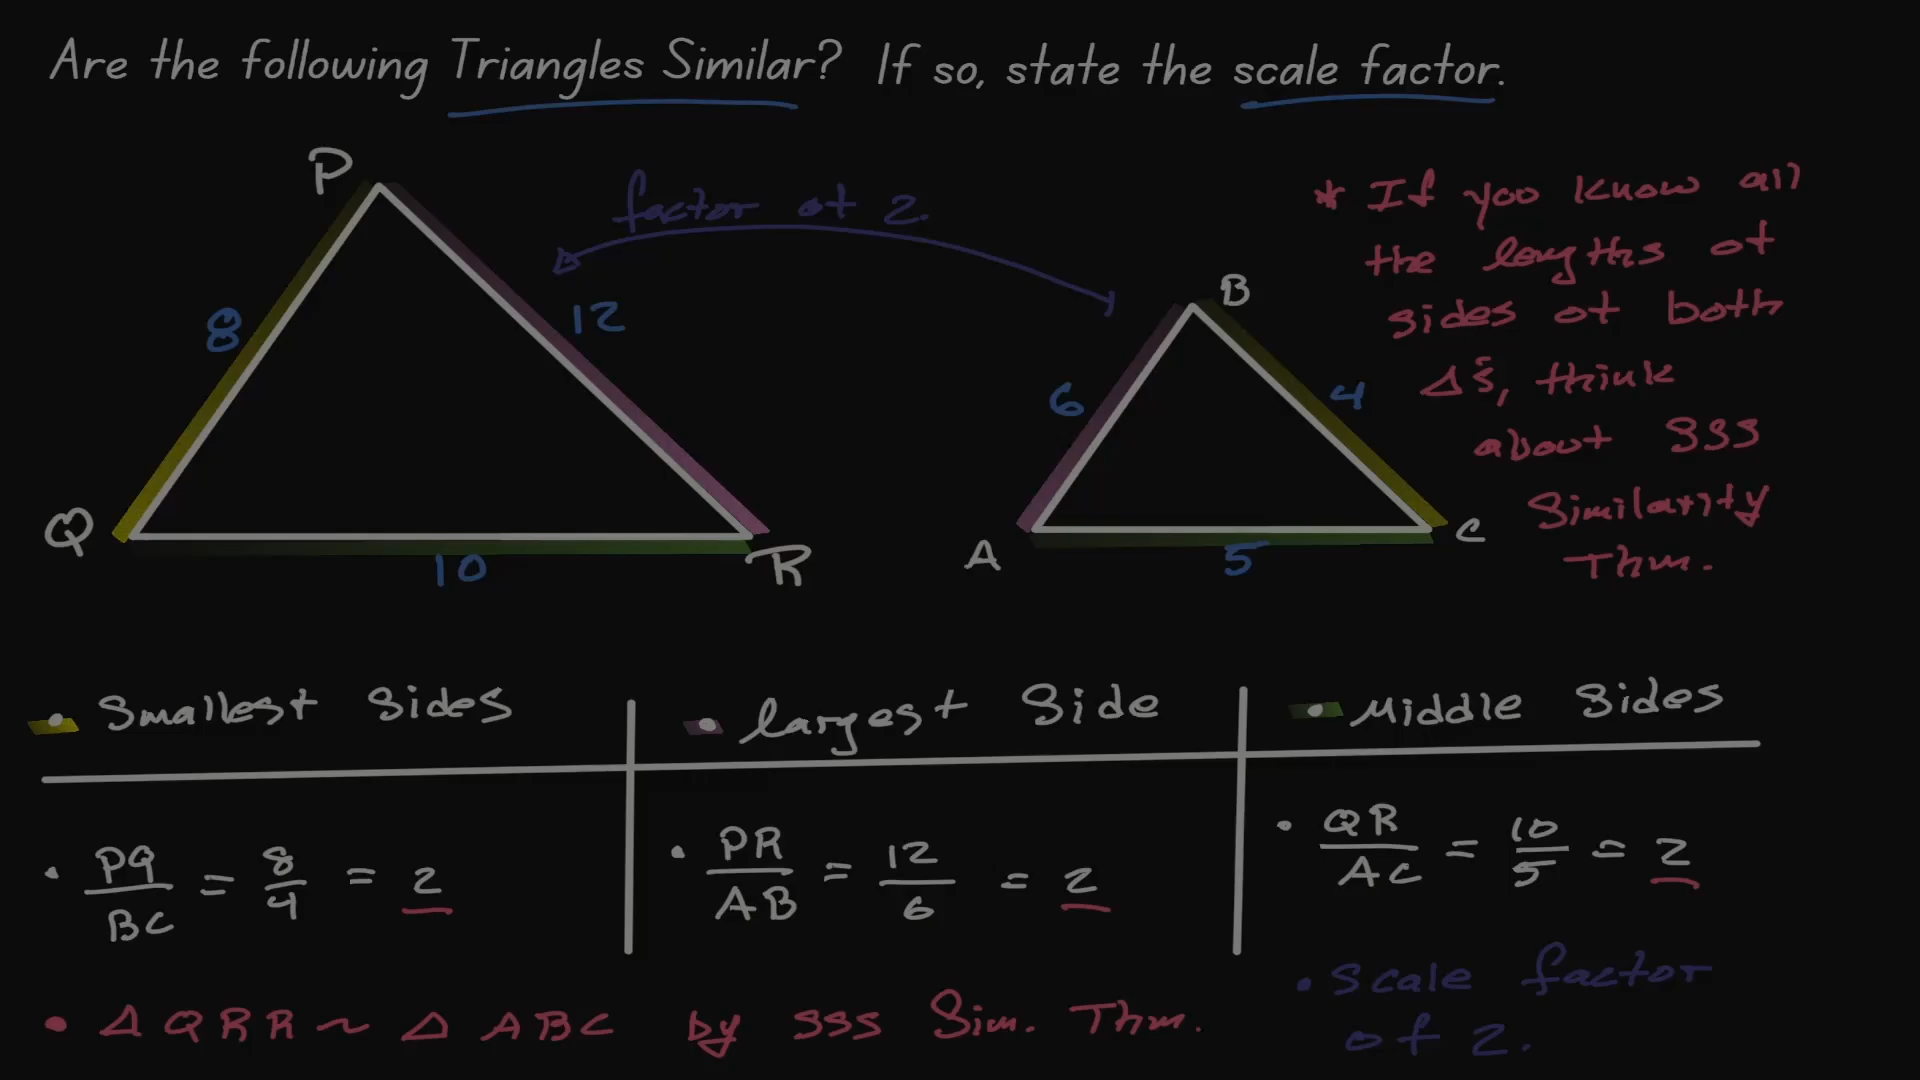 Are the following Triangles Similar? If so, state the scale factor.
P
factor of 2.
8
12
Q
10
R
B
6
4
A
5
C
* If you know all
the lengths of
sides of both
Δs, think
about SSS
Similarity
Thm.
• Smallest Sides
• largest Side
• Middle Sides
• PQ/BC = 8/4 = 2
• PR/AB = 12/6 = 2
• QR/AC = 10/5 = 2
• Δ QRR ~ Δ ABC by SSS Sim. Thm.
• Scale factor
of 2.